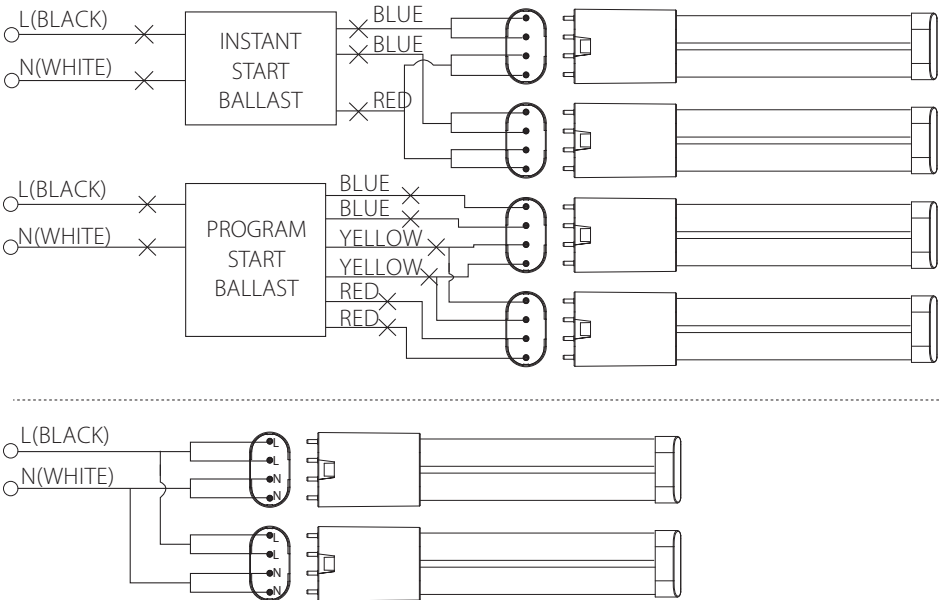 L(BLACK)
N(WHITE)
INSTANT
START
BALLAST
BLUE
BLUE
RED
L(BLACK)
N(WHITE)
PROGRAM
START
BALLAST
BLUE
BLUE
YELLOW
YELLOW
RED
RED
L(BLACK)
N(WHITE)
L
L
N
N
L
L
N
N